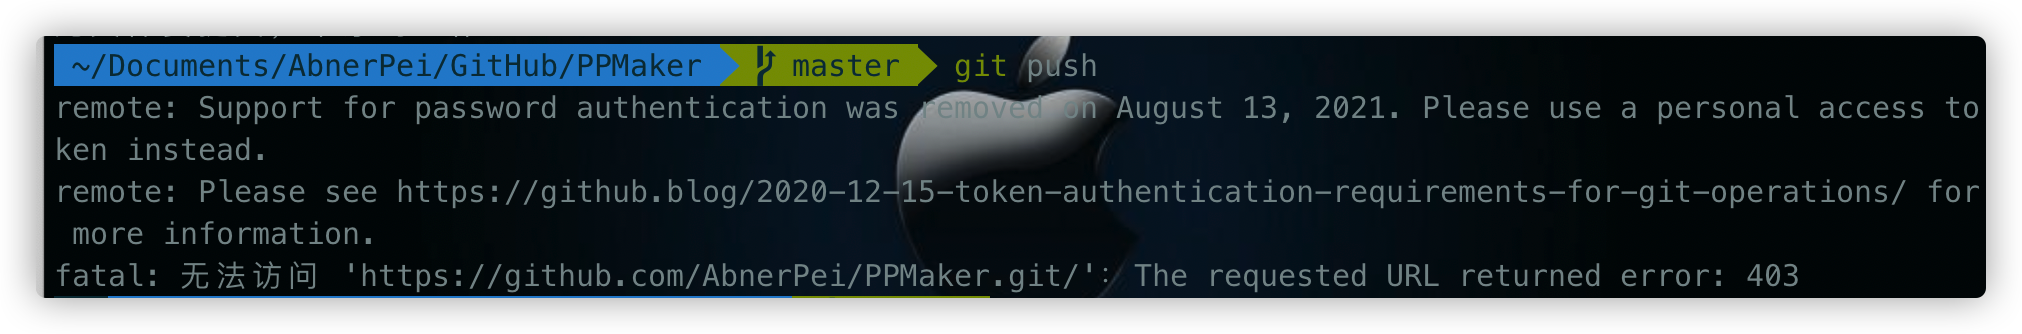 ~/Documents/AbnerPei/GitHub/PPMaker master git push
remote: Support for password authentication was removed on August 13, 2021. Please use a personal access to
ken instead.
remote: Please see https://github.blog/2020-12-15-token-authentication-requirements-for-git-operations/ for
more information.
fatal: 无法访问 'https://github.com/AbnerPei/PPMaker.git/'：The requested URL returned error: 403